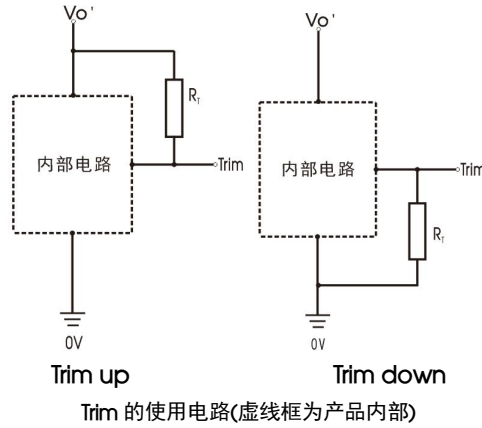 Vo '
Vo '
R_T
内部电路
Trim
内部电路
Trim
R_T
0V
0V
Trim up
Trim down
Trim 的使用电路(虚线框为产品内部)